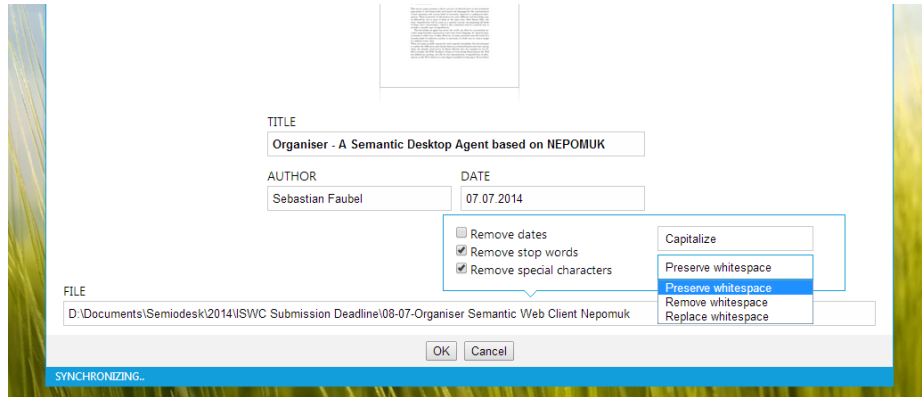 TITLE
Organiser - A Semantic Desktop Agent based on NEPOMUK
AUTHOR DATE
Sebastian Faubel 07.07.2014
Remove dates Capitalize
Remove stop words
Remove special characters Preserve whitespace
Preserve whitespace
Remove whitespace
Replace whitespace
FILE
D:\Documents\Semiodesk\2014\ISWC Submission Deadline\08-07-Organiser Semantic Web Client Nepomuk
OK Cancel
SYNCHRONIZING..